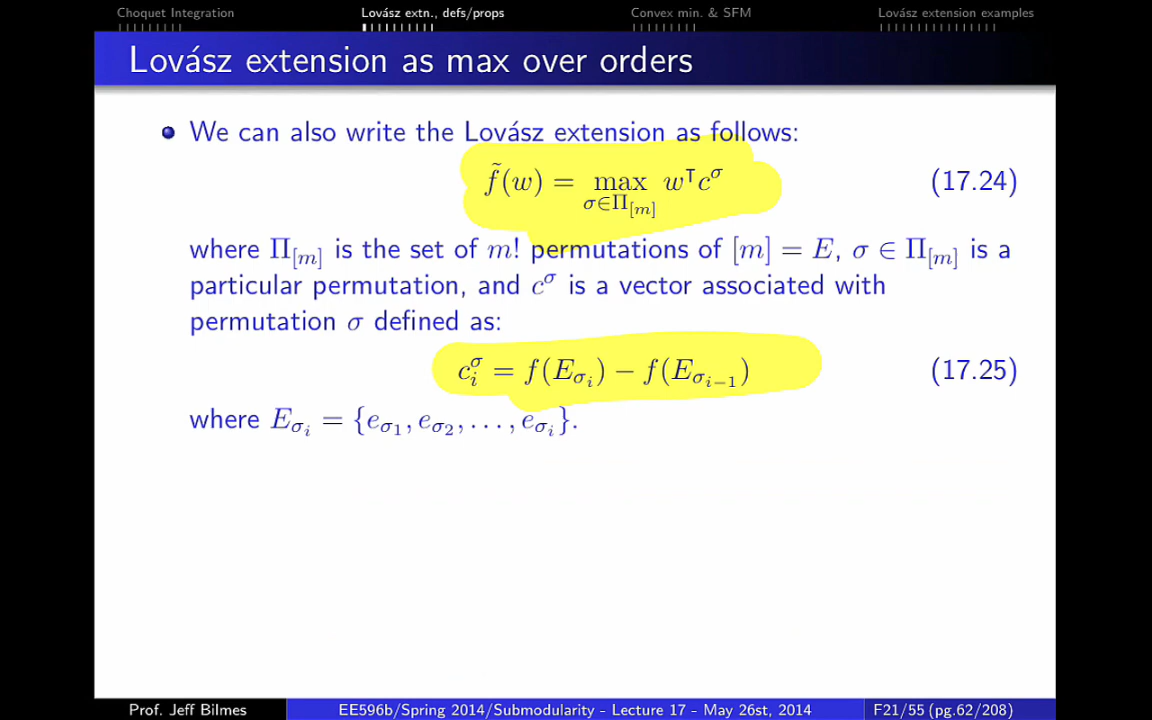 Choquet Integration Lovász extn., defs/props Convex min. & SFM Lovász extension examples
Lovász extension as max over orders
We can also write the Lovász extension as follows:
f̃(w) = max_{σ∈Π_{[m]}} w⊤c^σ (17.24)
where Π_{[m]} is the set of m! permutations of [m] = E, σ ∈ Π_{[m]} is a
particular permutation, and c^σ is a vector associated with
permutation σ defined as:
c_i^σ = f(E_{σ_i}) − f(E_{σ_{i−1}}) (17.25)
where E_{σ_i} = {e_{σ_1}, e_{σ_2}, . . . , e_{σ_i}}.
Prof. Jeff Bilmes EE596b/Spring 2014/Submodularity - Lecture 17 - May 26st, 2014 F21/55 (pg.62/208)